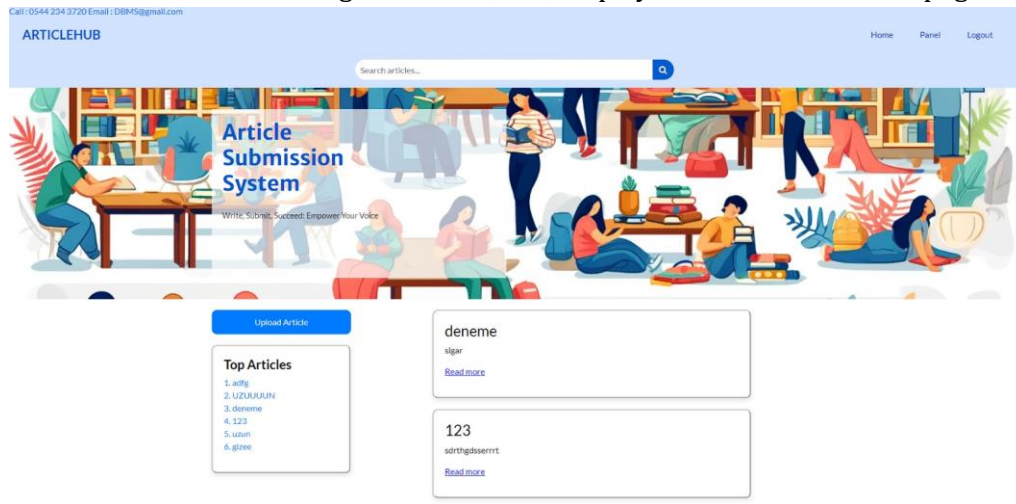 Call : 0544 234 3720 Email : DBMS@gmail.com
ARTICLEHUB
Home Panel Logout
Search articles...
Article
Submission
System
Write, Submit, Succeed: Empower Your Voice
Upload Article
Top Articles
1. adfg
2. UZUUUUN
3. deneme
4. 123
5. uzun
6. gizee
deneme
sigar
Read more
123
sdrthgdsserrrt
Read more